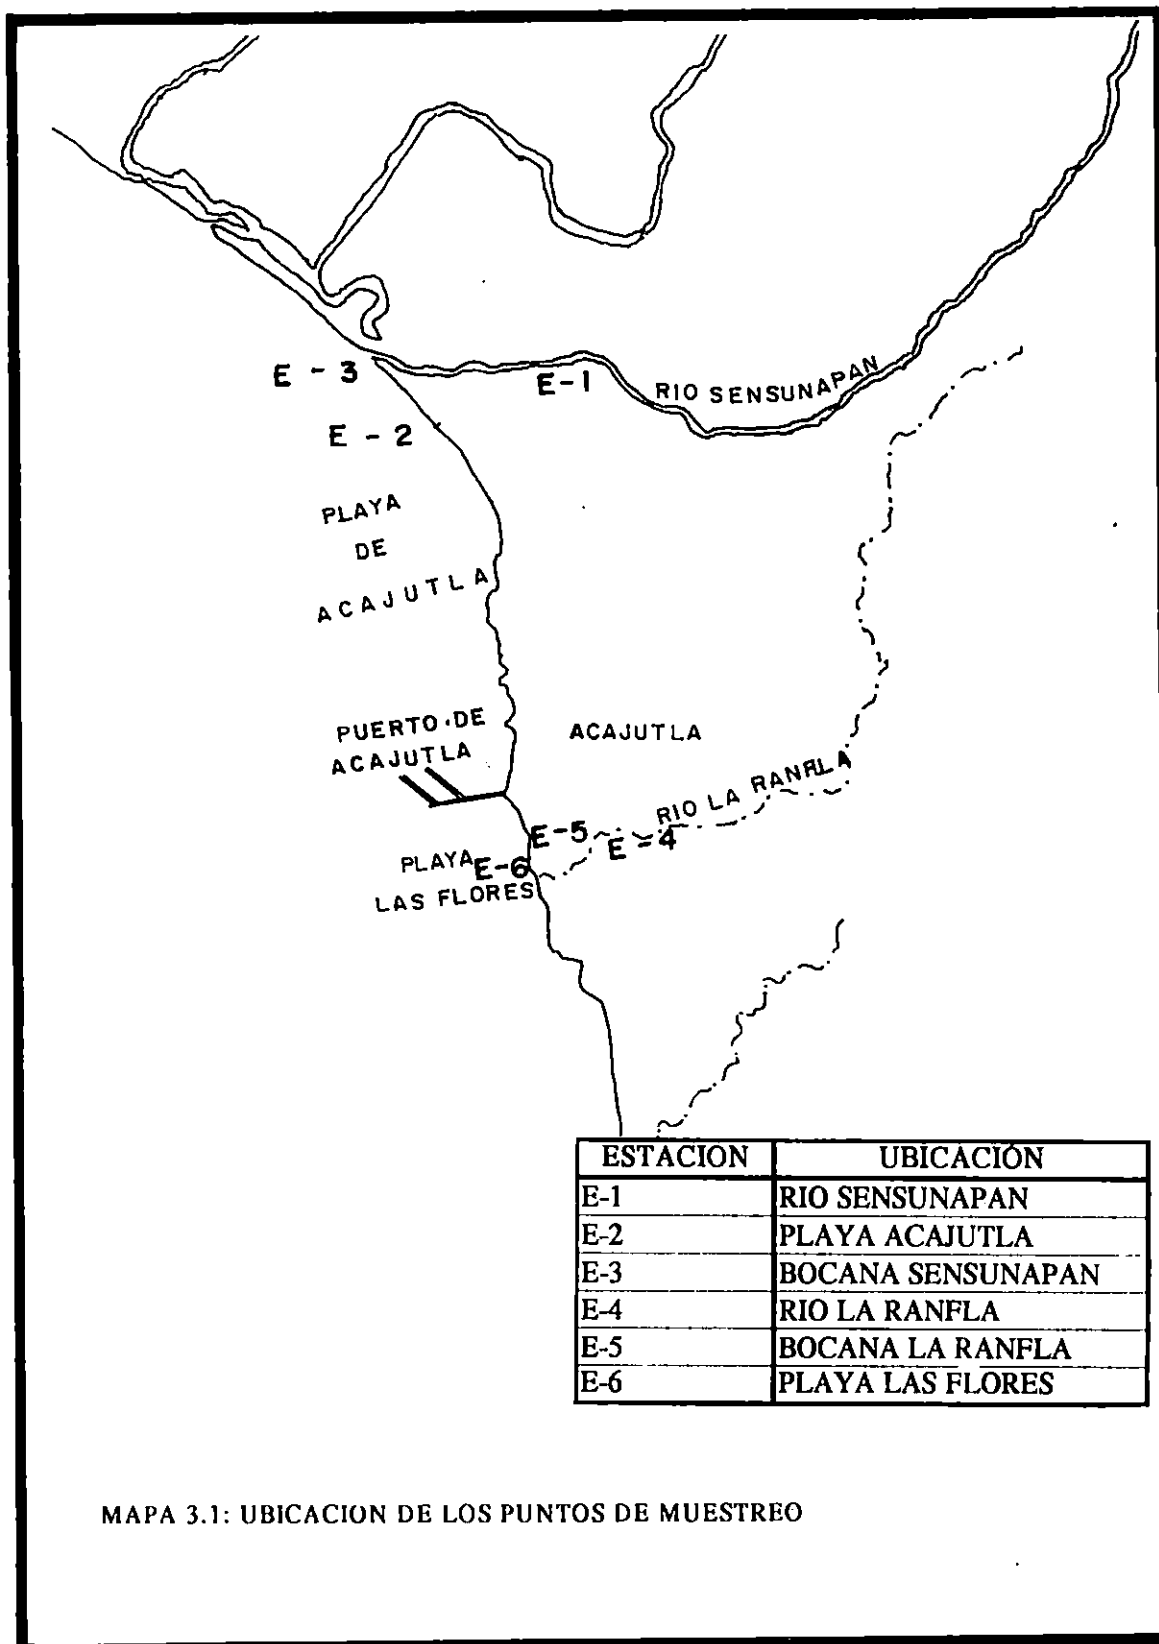 E - 3
E-1
RIO SENSUNAPAN
E - 2
PLAYA
DE
ACAJUTLA
PUERTO DE
ACAJUTLA
ACAJUTLA
RIO LA RANFLA
E-5
E-4
PLAYA
E-6
LAS FLORES
ESTACION UBICACIÓN
E-1 RIO SENSUNAPAN
E-2 PLAYA ACAJUTLA
E-3 BOCANA SENSUNAPAN
E-4 RIO LA RANFLA
E-5 BOCANA LA RANFLA
E-6 PLAYA LAS FLORES
MAPA 3.1: UBICACION DE LOS PUNTOS DE MUESTREO